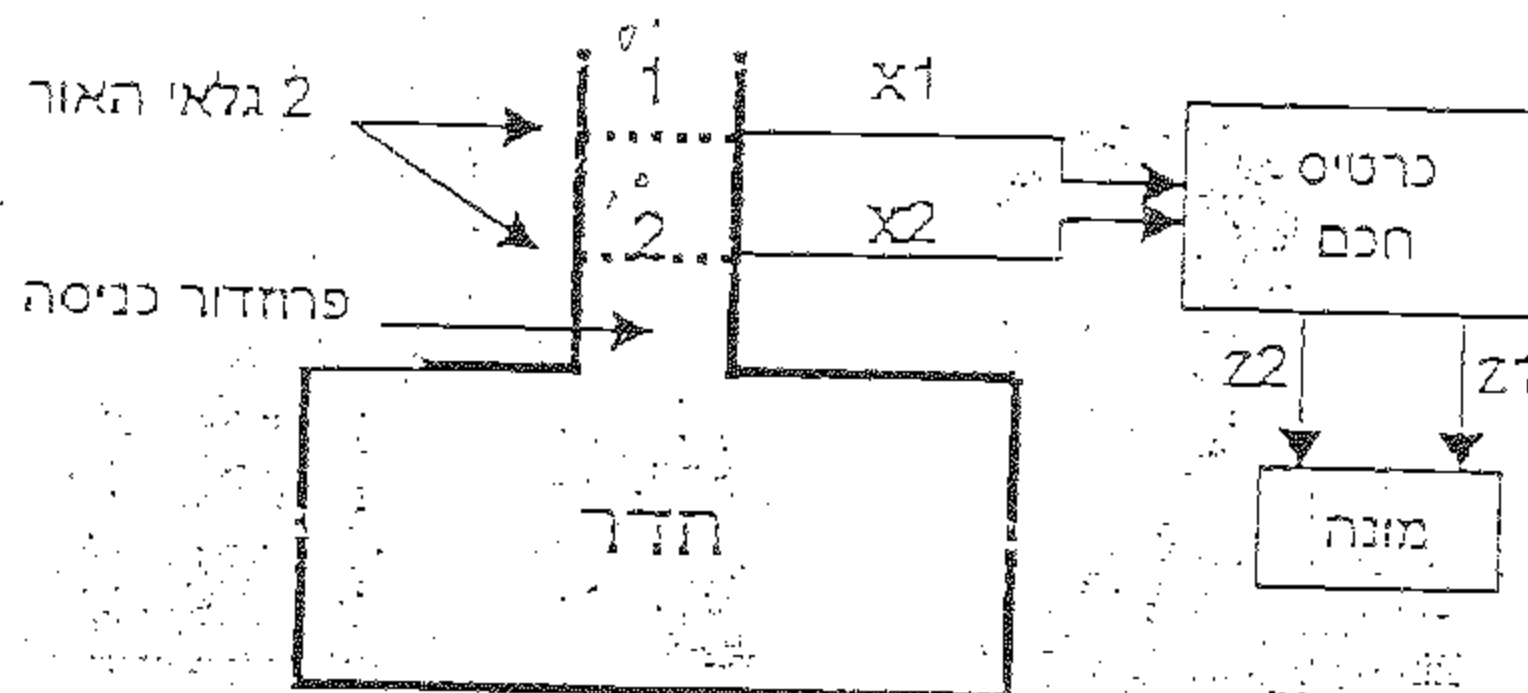 2 גלאי האור
1
X1
כרטיס
חכם
2
X2
פרוזדור כניסה
Z2
Z1
מונה
חדר